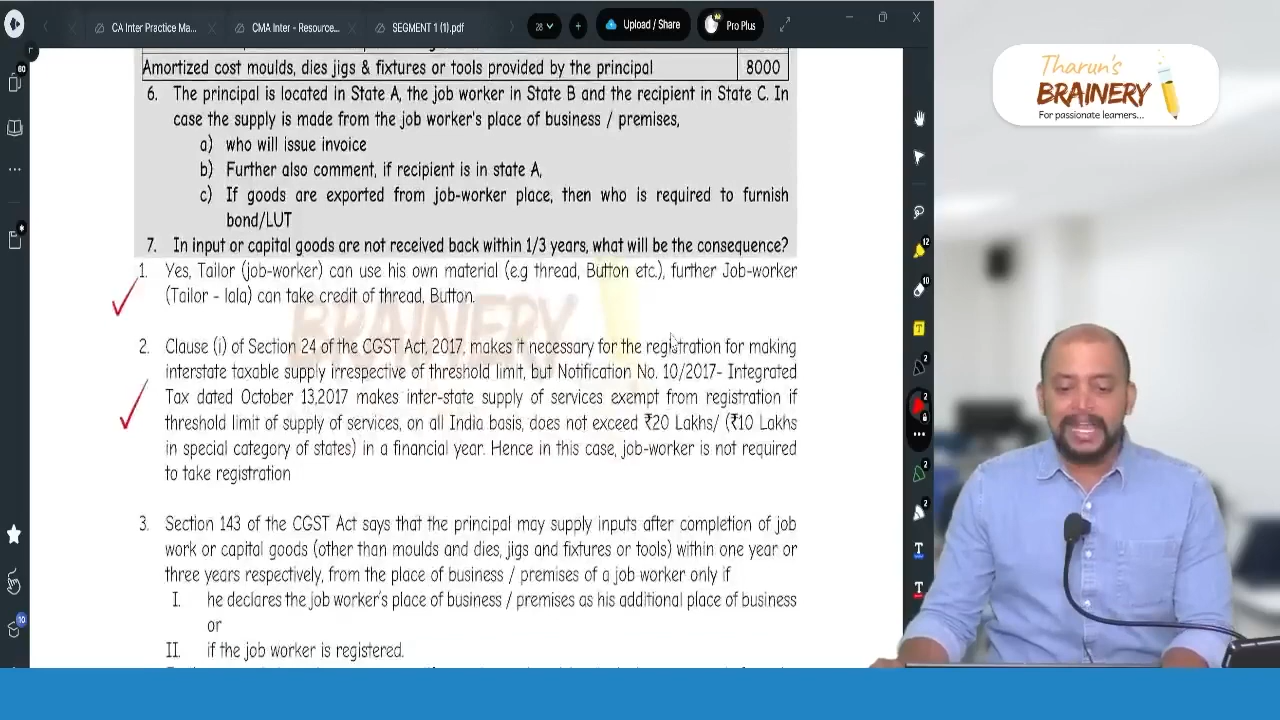 CA Inter Practice Ma...
CMA Inter - Resource...
SEGMENT 1 (1).pdf
28
Upload / Share
Pro Plus
Amortized cost moulds, dies jigs & fixtures or tools provided by the principal 8000
6. The principal is located in State A, the job worker in State B and the recipient in State C. In
case the supply is made from the job worker's place of business / premises,
a) who will issue invoice
b) Further also comment, if recipient is in state A,
c) If goods are exported from job-worker place, then who is required to furnish
bond/LUT
7. In input or capital goods are not received back within 1/3 years, what will be the consequence?
1. Yes, Tailor (job-worker) can use his own material (e.g thread, Button etc.), further Job-worker
(Tailor - lala) can take credit of thread, Button.
2. Clause (i) of Section 24 of the CGST Act, 2017, makes it necessary for the registration for making
interstate taxable supply irrespective of threshold limit, but Notification No. 10/2017- Integrated
Tax dated October 13,2017 makes inter-state supply of services exempt from registration if
threshold limit of supply of services, on all India basis, does not exceed ₹20 Lakhs/ (₹10 Lakhs
in special category of states) in a financial year. Hence in this case, job-worker is not required
to take registration
3. Section 143 of the CGST Act says that the principal may supply inputs after completion of job
work or capital goods (other than moulds and dies, jigs and fixtures or tools) within one year or
three years respectively, from the place of business / premises of a job worker only if
I. he declares the job worker's place of business / premises as his additional place of business
or
II. if the job worker is registered.
BRAINERY
Tharun's
BRAINERY
For passionate learners...
60
10
12
10
T
2
2
2
2
T
T